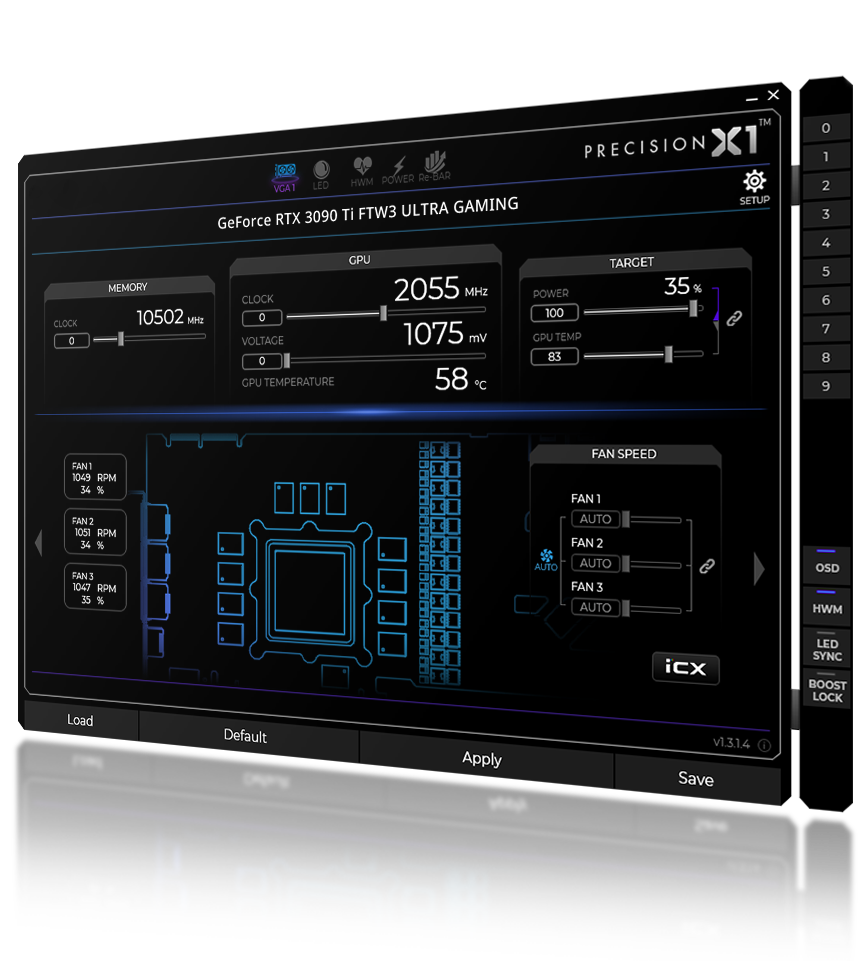 PRECISION X1™
VGA 1
LED
HWM
POWER
Re-BAR
GeForce RTX 3090 Ti FTW3 ULTRA GAMING
SETUP
MEMORY
CLOCK
10502 MHz
0
GPU
CLOCK
2055 MHz
0
VOLTAGE
1075 mV
0
GPU TEMPERATURE
58 °C
TARGET
POWER
35 %
100
GPU TEMP
83
FAN 1
1049 RPM
34 %
FAN 2
1051 RPM
34 %
FAN 3
1047 RPM
35 %
FAN SPEED
AUTO
FAN 1
AUTO
FAN 2
AUTO
FAN 3
AUTO
iCX
v1.3.1.4
Load
Default
Apply
Save
0
1
2
3
4
5
6
7
8
9
OSD
HWM
LED
SYNC
BOOST
LOCK